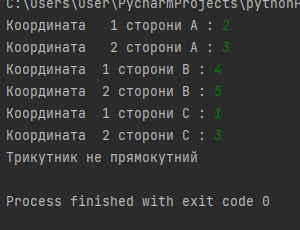 C:\Users\User\PycharmProjects\pythonP
Координата   1 сторони А : 2
Координата   2 сторони А : 3
Координата  1 сторони В : 4
Координата  2 сторони В : 5
Координата  1 сторони С : 1
Координата  2 сторони С : 3
Трикутник не прямокутний
Process finished with exit code 0